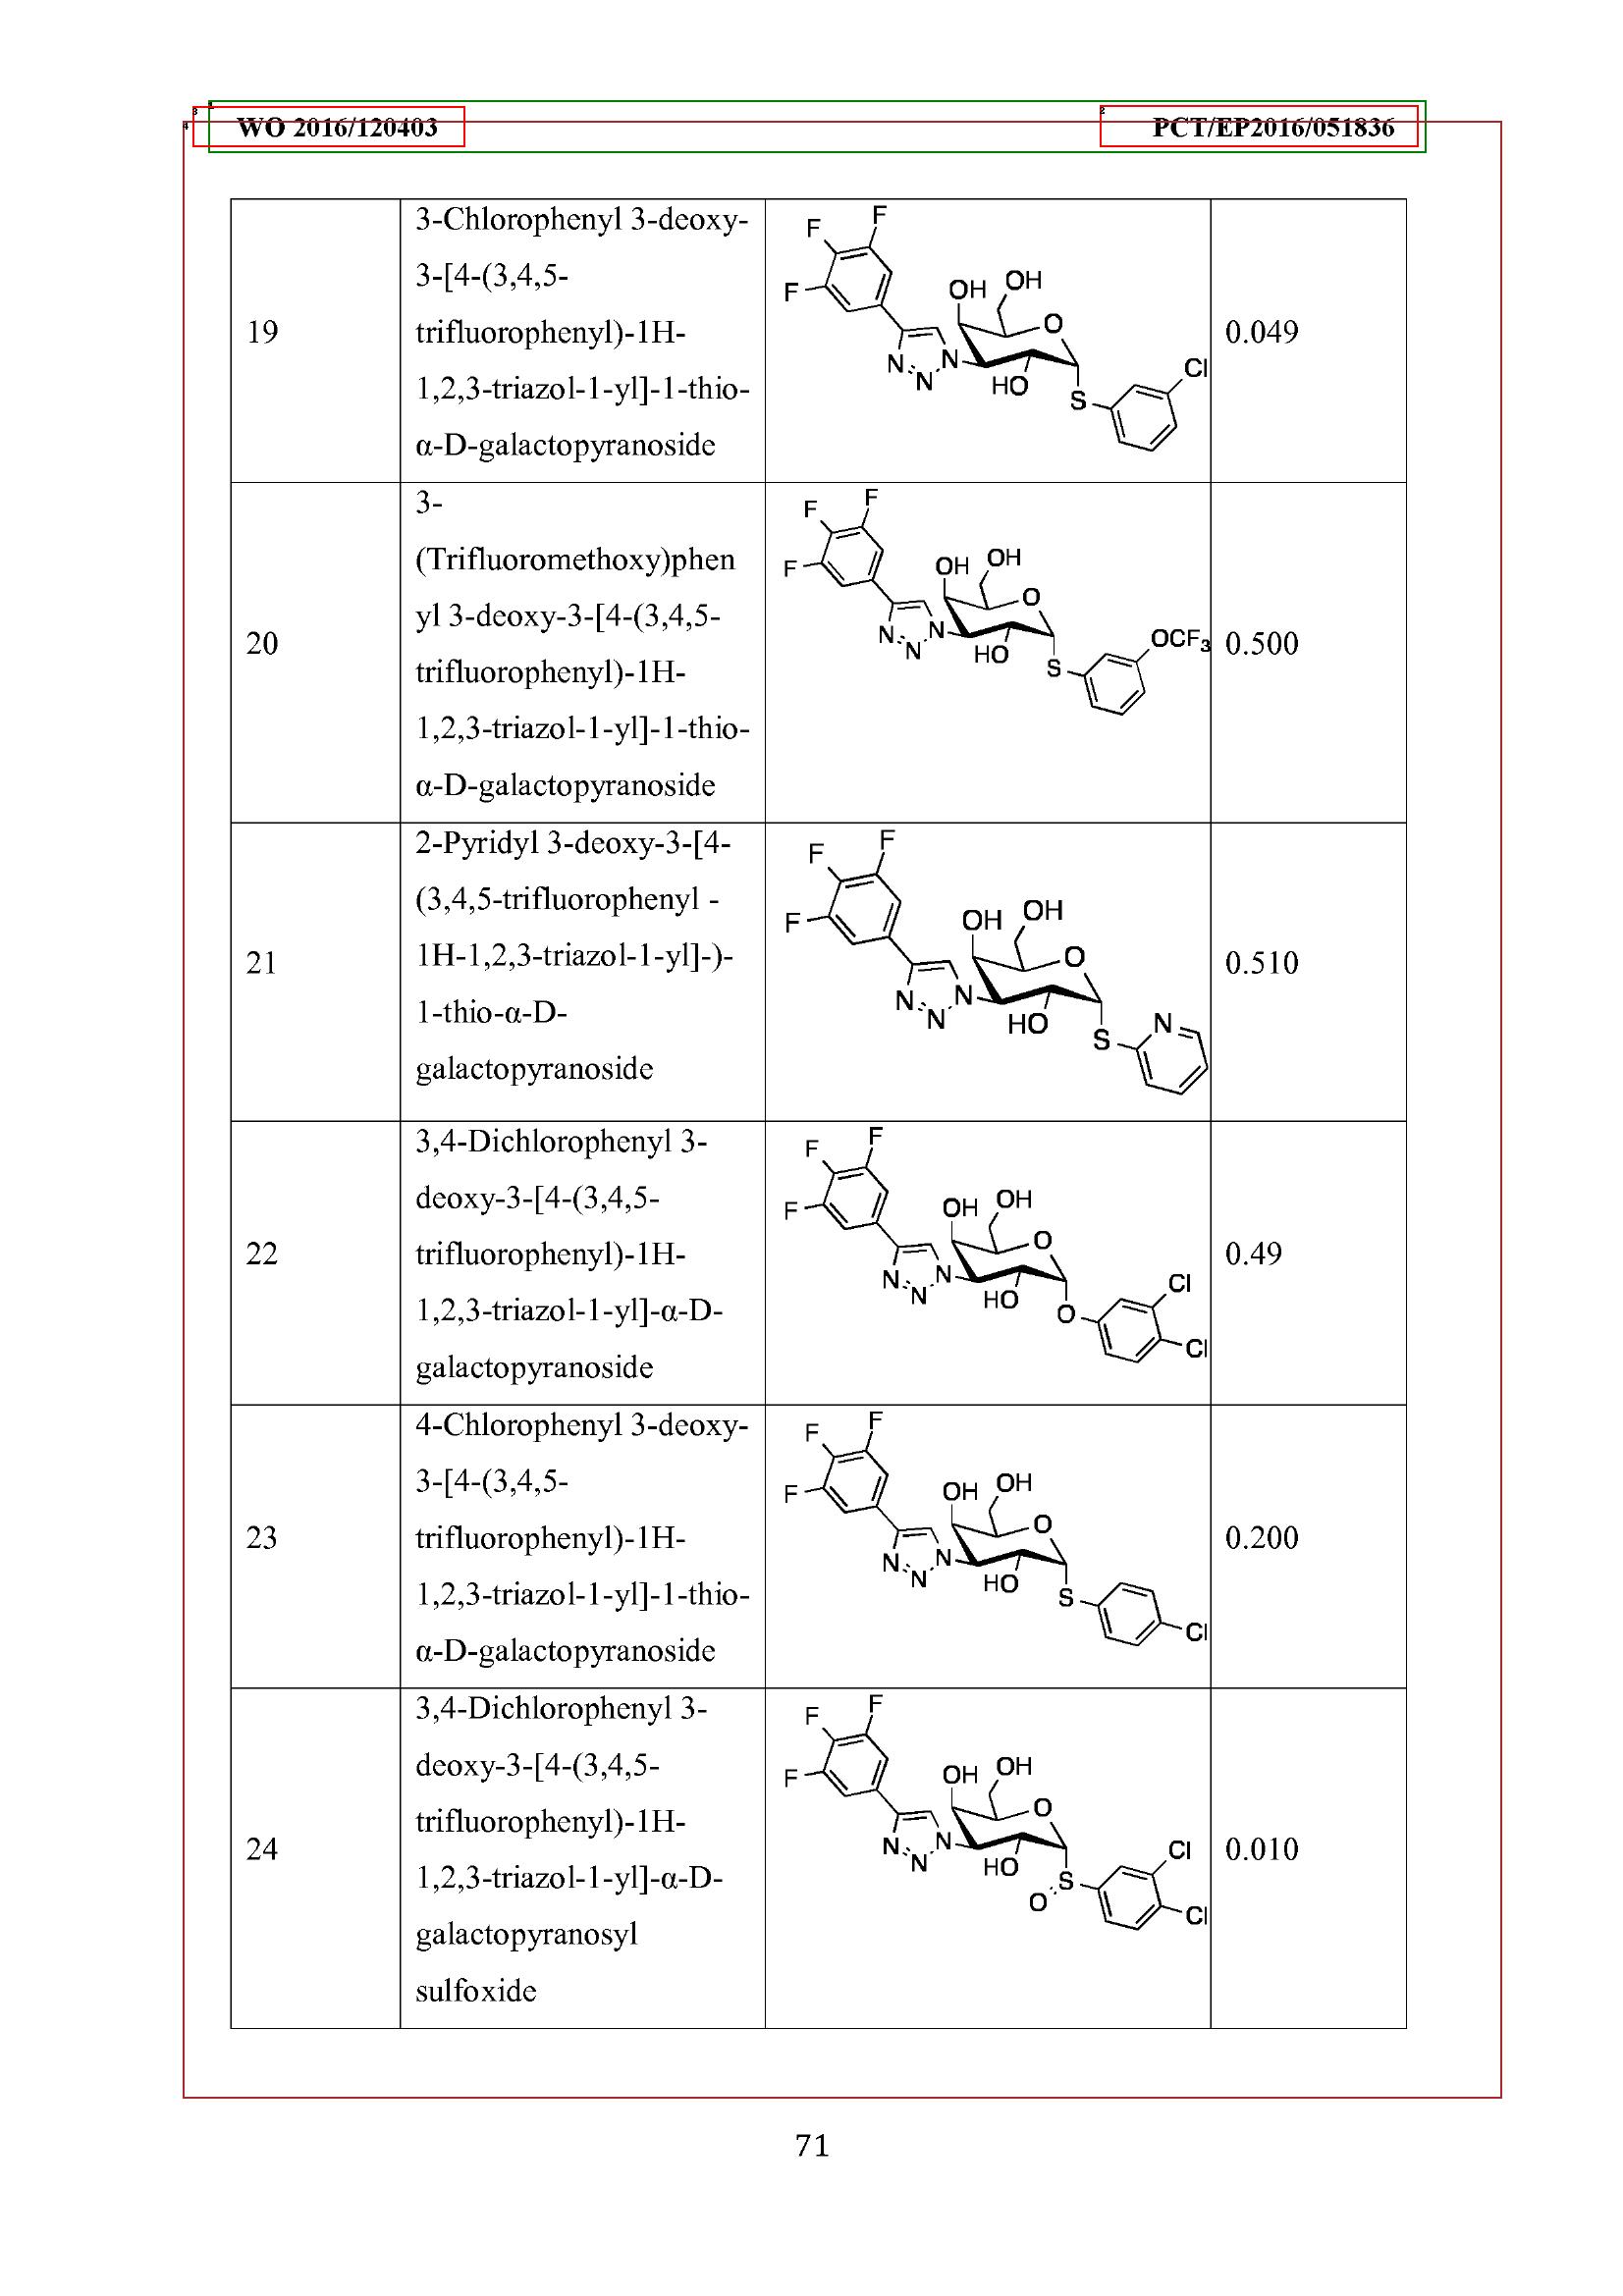 WO 2016/120403
PCT/EP2016/051836
19
3-Chlorophenyl 3-deoxy-
3-[4-(3,4,5-
trifluorophenyl)-1H-
1,2,3-triazol-1-yl]-1-thio-
α-D-galactopyranoside
F
F
F
OH
OH
O
N
N
N
HO
S
Cl
0.049
20
3-
(Trifluoromethoxy)phen
yl 3-deoxy-3-[4-(3,4,5-
trifluorophenyl)-1H-
1,2,3-triazol-1-yl]-1-thio-
α-D-galactopyranoside
F
F
F
OH
OH
O
N
N
N
HO
S
OCF3
0.500
21
2-Pyridyl 3-deoxy-3-[4-
(3,4,5-trifluorophenyl -
1H-1,2,3-triazol-1-yl]-)-
1-thio-α-D-
galactopyranoside
F
F
F
OH
OH
O
N
N
N
HO
S
N
0.510
22
3,4-Dichlorophenyl 3-
deoxy-3-[4-(3,4,5-
trifluorophenyl)-1H-
1,2,3-triazol-1-yl]-α-D-
galactopyranoside
F
F
F
OH
OH
O
N
N
N
HO
O
Cl
Cl
0.49
23
4-Chlorophenyl 3-deoxy-
3-[4-(3,4,5-
trifluorophenyl)-1H-
1,2,3-triazol-1-yl]-1-thio-
α-D-galactopyranoside
F
F
F
OH
OH
O
N
N
N
HO
S
Cl
0.200
24
3,4-Dichlorophenyl 3-
deoxy-3-[4-(3,4,5-
trifluorophenyl)-1H-
1,2,3-triazol-1-yl]-α-D-
galactopyranosyl
sulfoxide
F
F
F
OH
OH
O
N
N
N
HO
S
O
Cl
Cl
0.010
71